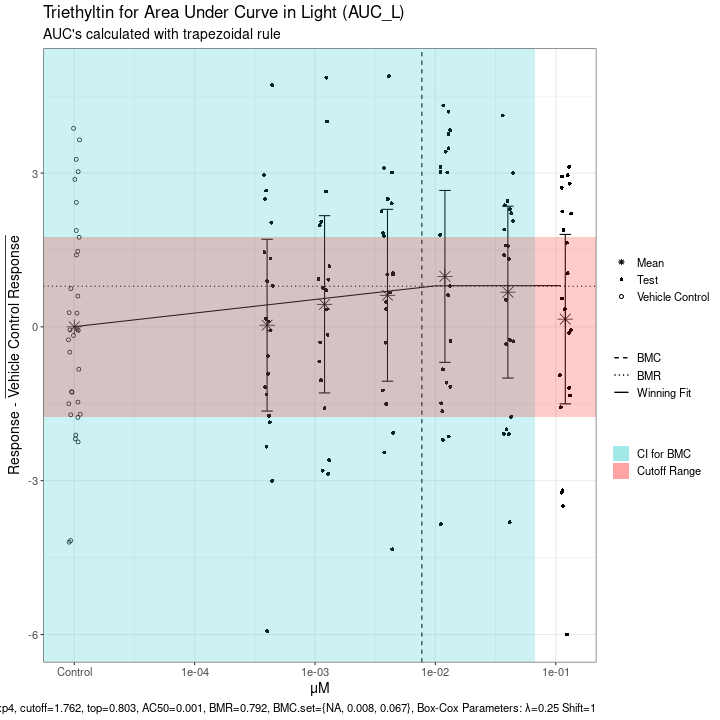 Triethyltin for Area Under Curve in Light (AUC_L)
AUC's calculated with trapezoidal rule
Response - Vehicle Control Response
3
0
-3
-6
Control
1e-04
1e-03
1e-02
1e-01
µM
Mean
Test
Vehicle Control
BMC
BMR
Winning Fit
CI for BMC
Cutoff Range
p4, cutoff=1.762, top=0.803, AC50=0.001, BMR=0.792, BMC.set={NA, 0.008, 0.067}, Box-Cox Parameters: λ=0.25 Shift=1